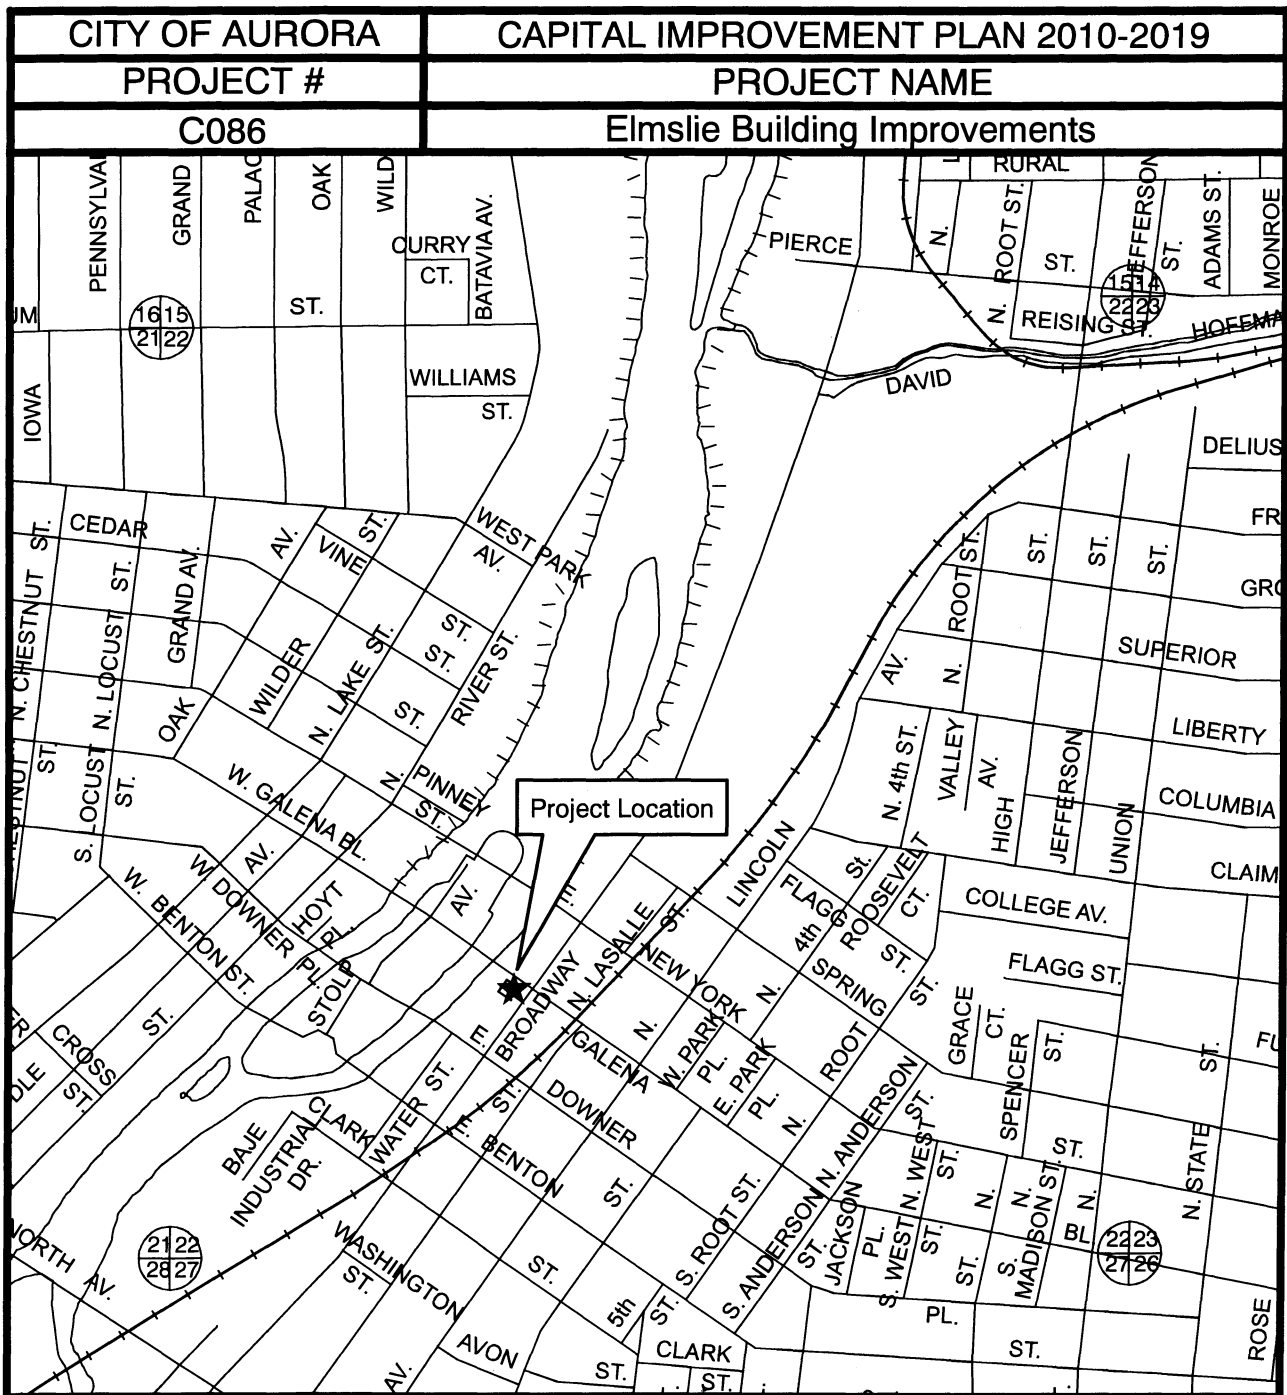 CITY OF AURORA
CAPITAL IMPROVEMENT PLAN 2010-2019
PROJECT #
PROJECT NAME
C086
Elmslie Building Improvements
RURAL
PENNSYLVA
GRAND
PALAC
OAK
WILD
BATAVIA AV.
CURRY
CT.
PIERCE
N.
ROOT ST.
ST.
JEFFERSON
ST.
ADAMS ST.
MONROE
UM
16 15
21 22
ST.
N.
REISING ST.
15 14
22 23
HOFFMA
IOWA
WILLIAMS
ST.
DAVID
DELIUS
CEDAR
ST.
AV.
VINE
ST.
WEST PARK
AV.
FR
ROOT ST.
ST.
ST.
ST.
N. CHESTNUT
ST.
N. LOCUST
GRAND AV.
GRO
WILDER
N. LAKE ST.
ST.
ST.
ST.
RIVER ST.
N.
AV.
N.
SUPERIOR
OAK
LIBERTY
ST.
S. LOCUST
ST.
W. GALENA BL.
PINNEY
ST.
Project Location
N. 4th ST.
VALLEY
AV.
HIGH
JEFFERSON
UNION
COLUMBIA
CLAIM
W. DOWNER PL.
AV.
HOYT
PL.
AV.
E.
LINCOLN
FLAGG
ST.
4th
St.
ROOSEVELT
CT.
COLLEGE AV.
W. BENTON ST.
STOLP
BROADWAY
N. LASALLE
ST.
NEW YORK
N.
SPRING
ST.
FLAGG ST.
GRACE
CT.
CROSS
ST.
ST.
DLE
E.
GALENA
N.
W. PARK
PL.
E. PARK
PL.
N.
ROOT
SPENCER
ST.
ST.
FU
BAJE
INDUSTRIAL
DR.
CLARK
WATER ST.
ST.
DOWNER
E. BENTON
ST.
N. ANDERSON
ST.
N. WEST
ST.
ST.
N. STATE
NORTH AV.
21 22
28 27
WASHINGTON
ST.
ST.
S. ROOT ST.
S. ANDERSON
ST.
JACKSON
PL.
S. WEST
ST.
ST.
N.
N.
S.
MADISON ST.
N.
BL.
22 23
27 26
5th
ST.
PL.
ST.
ROSE
AVON
ST.
AV.
CLARK
ST.